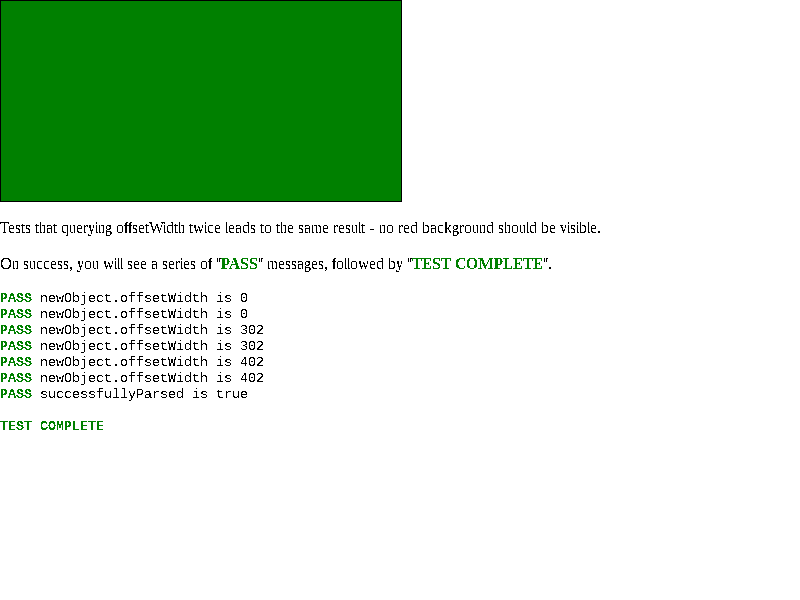 Tests that querying offsetWidth twice leads to the same result - no red background should be visible.
On success, you will see a series of "PASS" messages, followed by "TEST COMPLETE".
PASS newObject.offsetWidth is 0
PASS newObject.offsetWidth is 0
PASS newObject.offsetWidth is 302
PASS newObject.offsetWidth is 302
PASS newObject.offsetWidth is 402
PASS newObject.offsetWidth is 402
PASS successfullyParsed is true
TEST COMPLETE